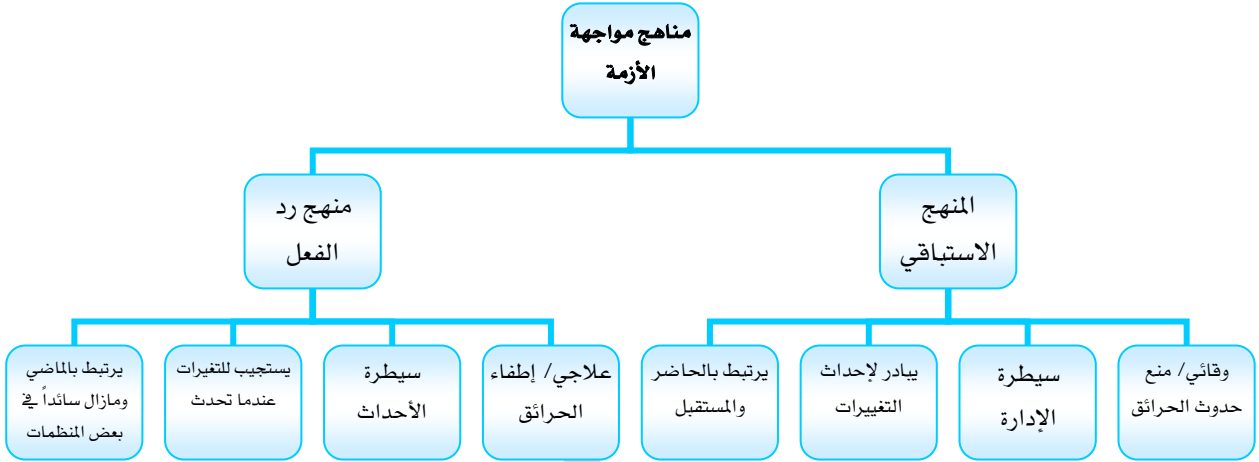 مناهج مواجهة
الأزمة
المنهج
الاستباقي
منهج رد
الفعل
وقائي/ منع
حدوث الحرائق
سيطرة
الإدارة
يبادر لإحداث
التغييرات
يرتبط بالحاضر
والمستقبل
علاجي/ إطفاء
الحرائق
سيطرة
الأحداث
يستجيب للتغيرات
عندما تحدث
يرتبط بالماضي
ومازال سائداً في
بعض المنظمات